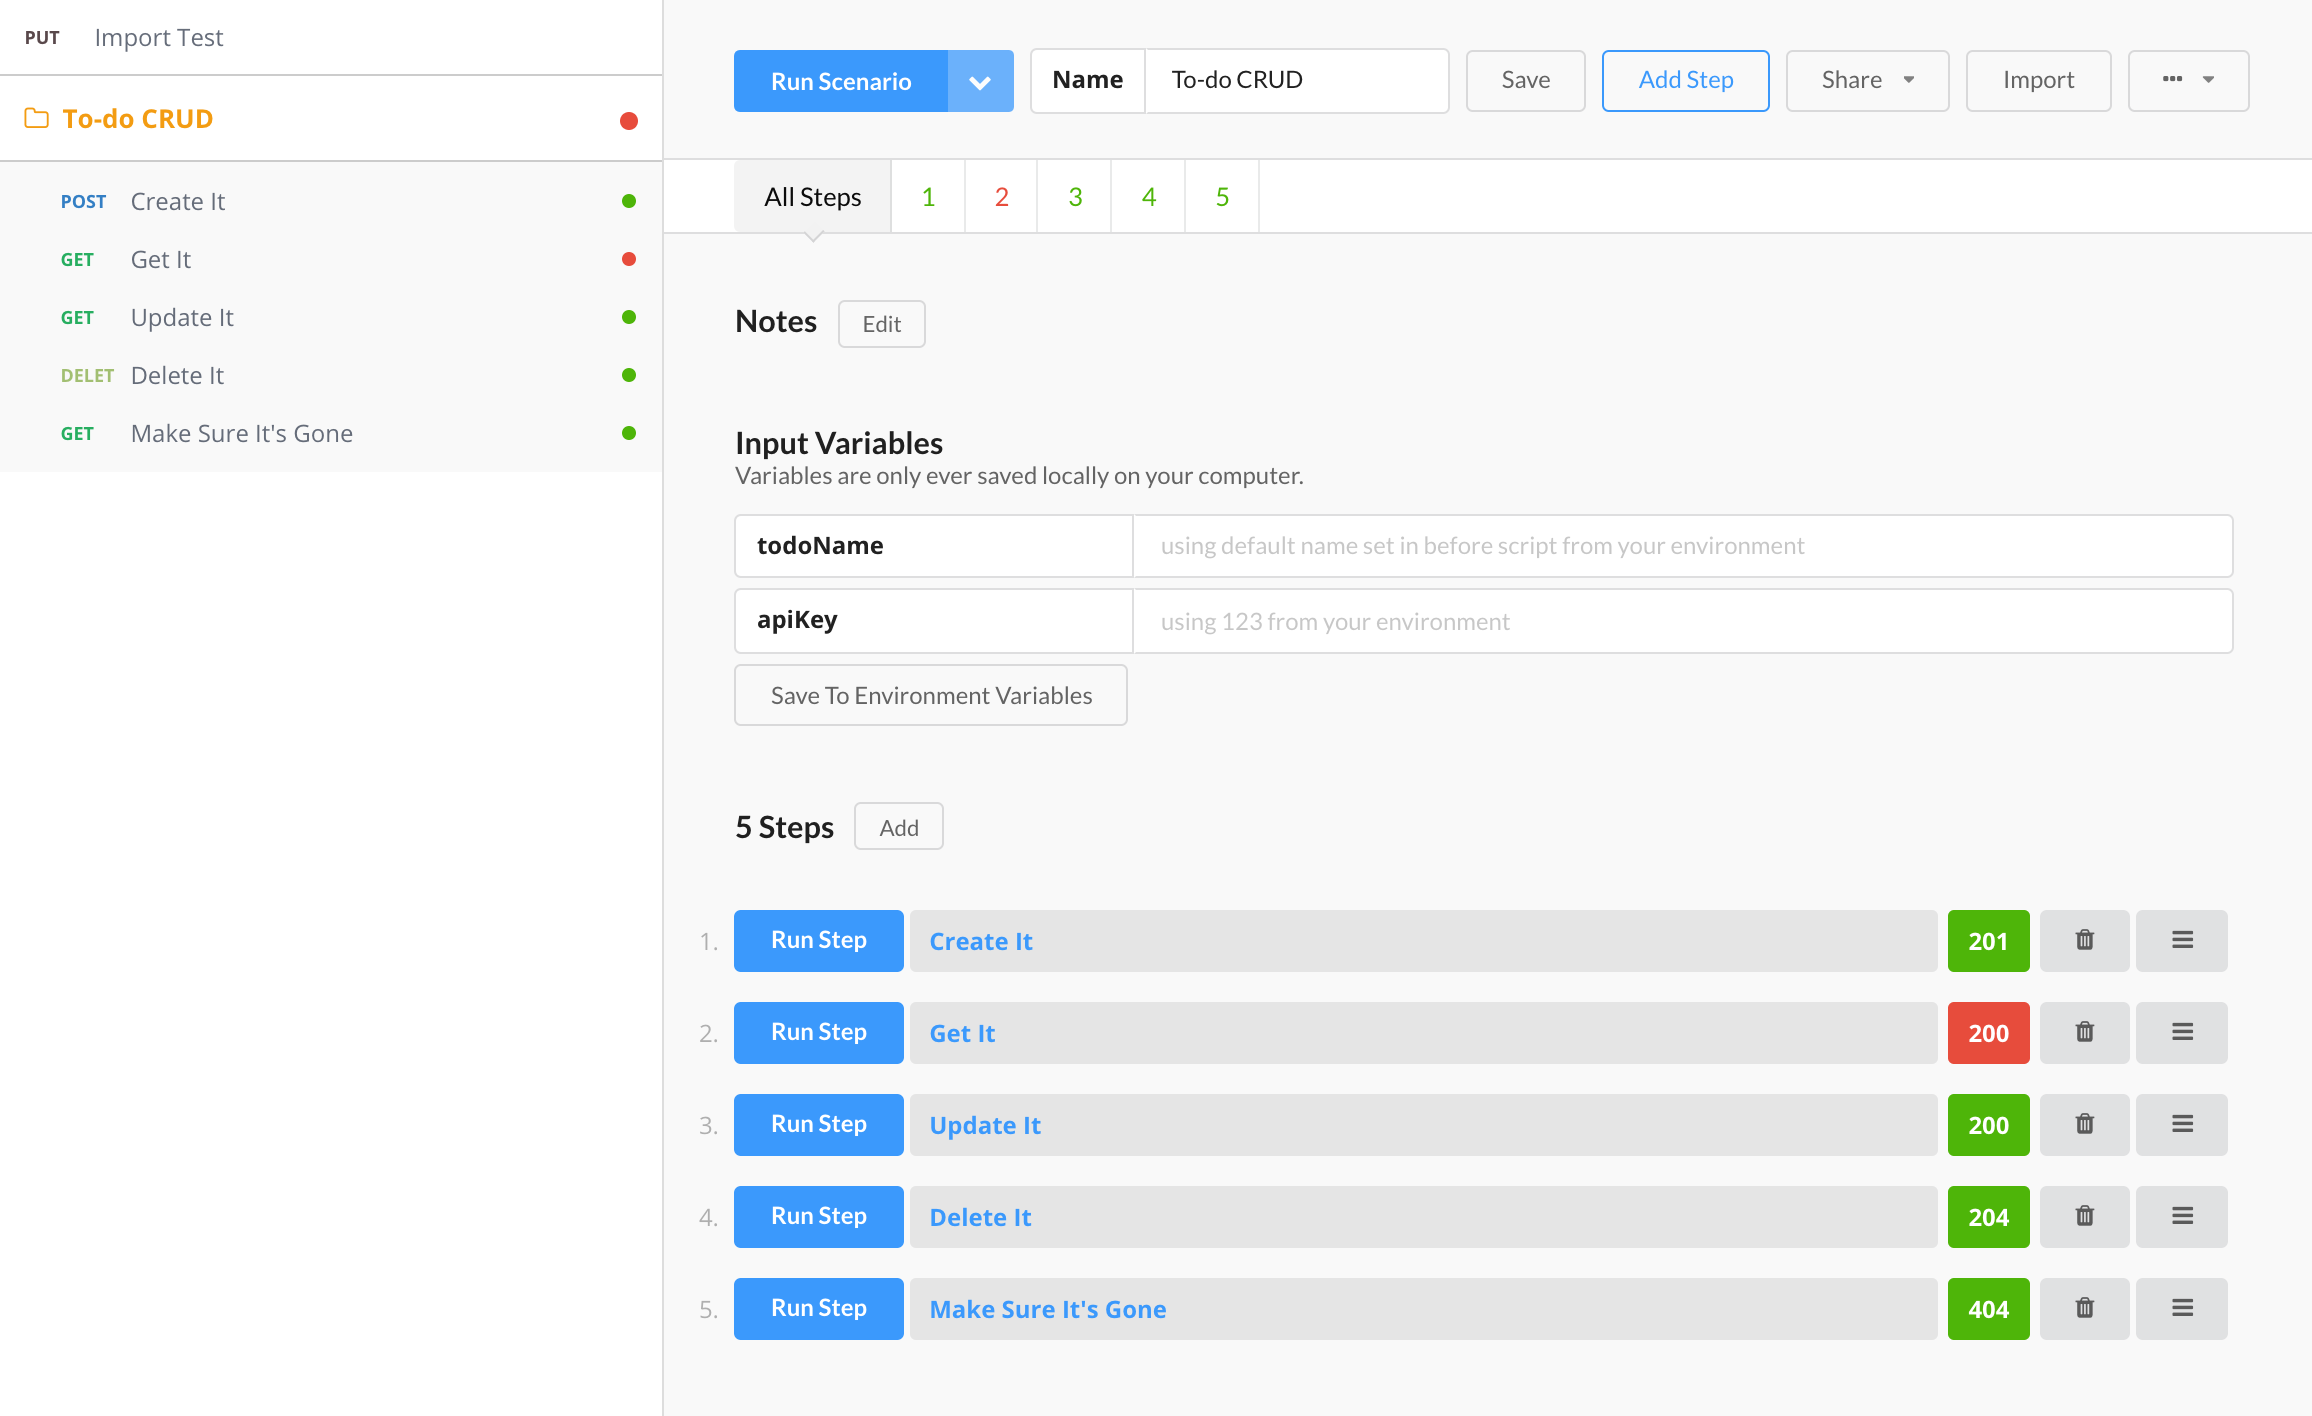 PUT Import Test
To-do CRUD
POST Create It
GET Get It
GET Update It
DELET Delete It
GET Make Sure It's Gone
Run Scenario Name To-do CRUD Save Add Step Share Import ...
All Steps 1 2 3 4 5
Notes Edit
Input Variables
Variables are only ever saved locally on your computer.
todoName using default name set in before script from your environment
apiKey using 123 from your environment
Save To Environment Variables
5 Steps Add
1. Run Step Create It 201
2. Run Step Get It 200
3. Run Step Update It 200
4. Run Step Delete It 204
5. Run Step Make Sure It's Gone 404